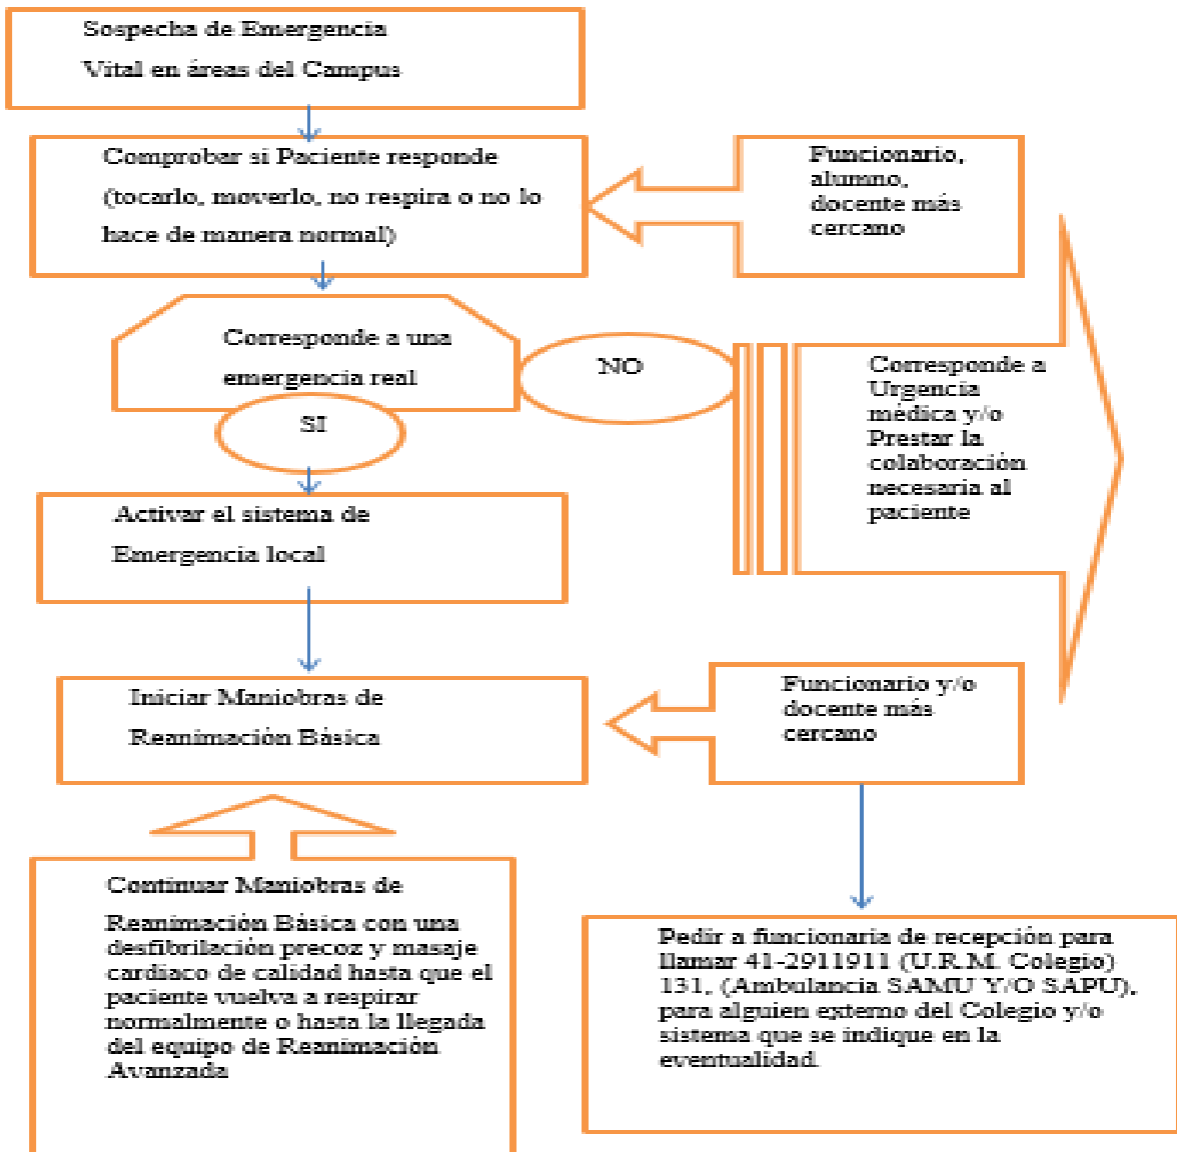 Sospecha de Emergencia
Vital en áreas del Campus
Comprobar si Paciente responde
(tocarlo, moverlo, no respira o no lo
hace de manera normal)
Funcionario,
alumno,
docente más
cercano
Corresponde a una
emergencia real
NO
SI
Corresponde a
Urgencia
médica y/o
Prestar la
colaboración
necesaria al
paciente
Activar el sistema de
Emergencia local
Iniciar Maniobras de
Reanimación Básica
Funcionario y/o
docente más
cercano
Continuar Maniobras de
Reanimación Básica con una
desfibrilación precoz y masaje
cardiaco de calidad hasta que el
paciente vuelva a respirar
normalmente o hasta la llegada
del equipo de Reanimación
Avanzada
Pedir a funcionaria de recepción para
llamar 41-2911911 (U.R.M. Colegio)
131, (Ambulancia SAMU Y/O SAPU),
para alguien externo del Colegio y/o
sistema que se indique en la
eventualidad.